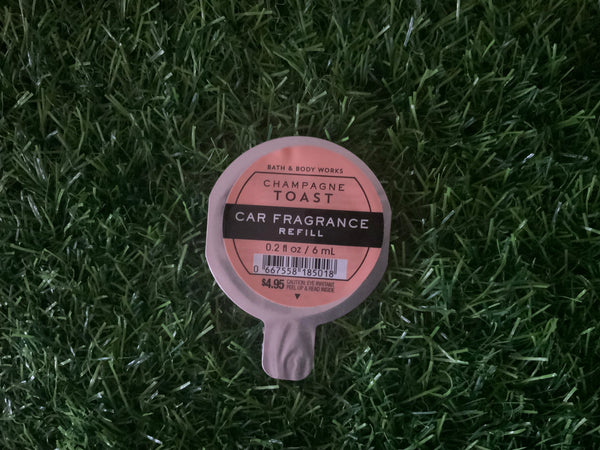 BATH & BODY WORKS
CHAMPAGNE
TOAST
CAR FRAGRANCE
REFILL
0.2 fl oz / 6 mL
0 667558 185018
$4.95 CAUTION: EYE IRRITANT
PEEL UP & READ INSIDE